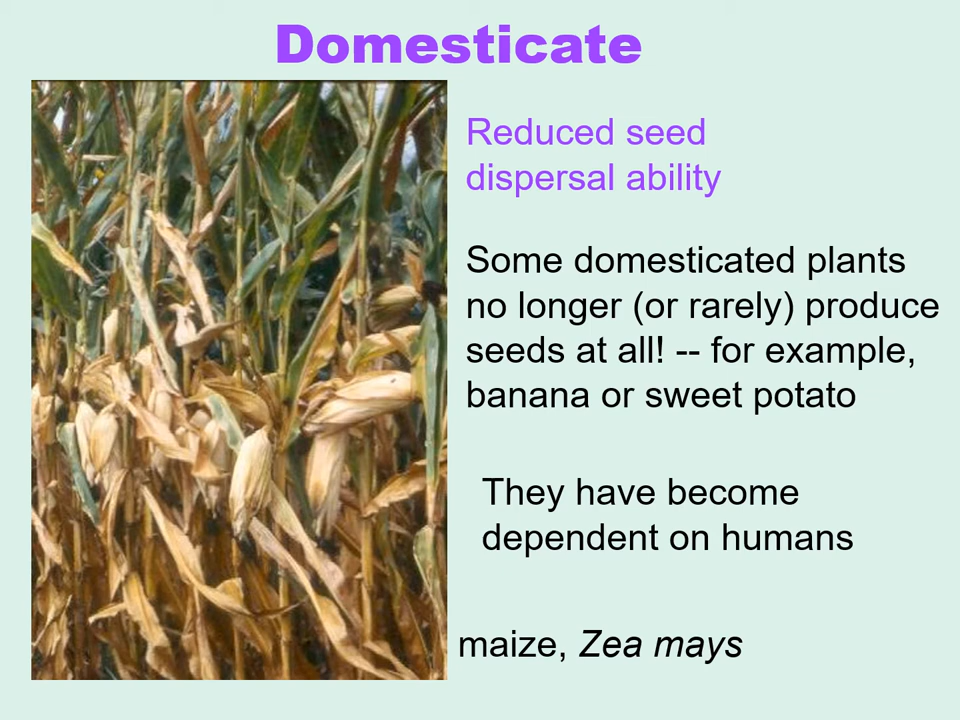 Domesticate
Reduced seed
dispersal ability
Some domesticated plants
no longer (or rarely) produce
seeds at all! -- for example,
banana or sweet potato
They have become
dependent on humans
maize, Zea mays